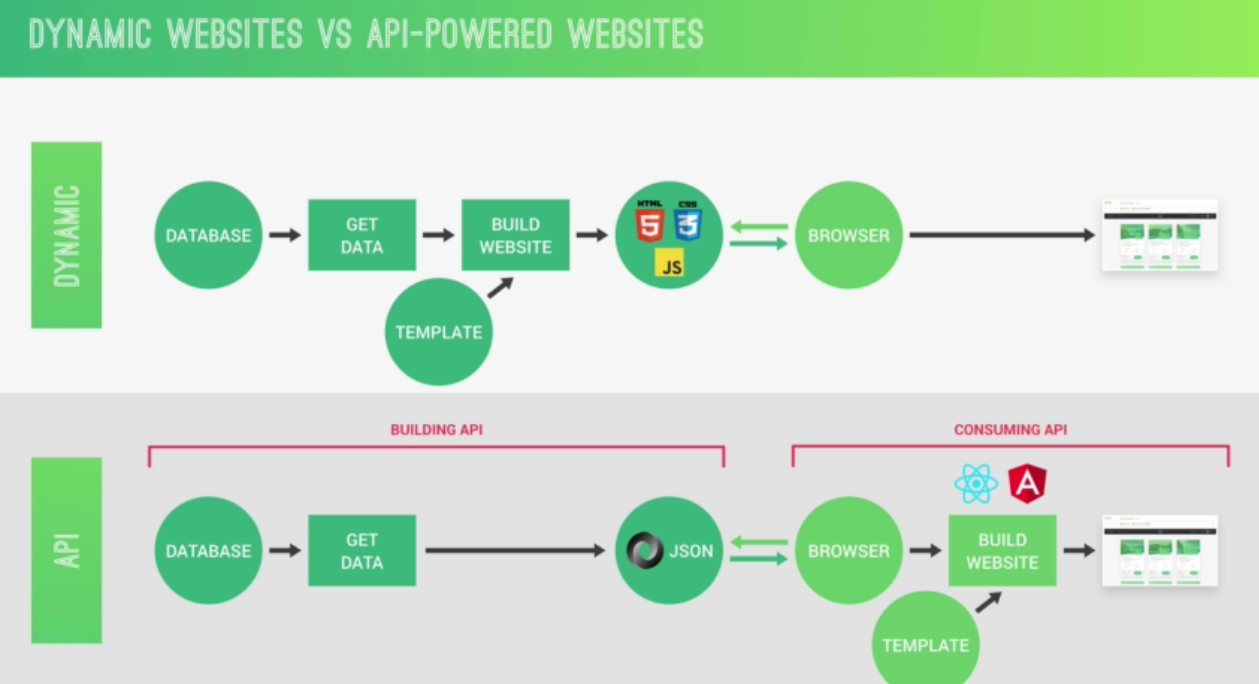 DYNAMIC WEBSITES VS API-POWERED WEBSITES
DYNAMIC
DATABASE
GET
DATA
BUILD
WEBSITE
TEMPLATE
HTML
5
CSS
3
JS
BROWSER
BUILDING API
CONSUMING API
API
DATABASE
GET
DATA
JSON
BROWSER
A
BUILD
WEBSITE
TEMPLATE